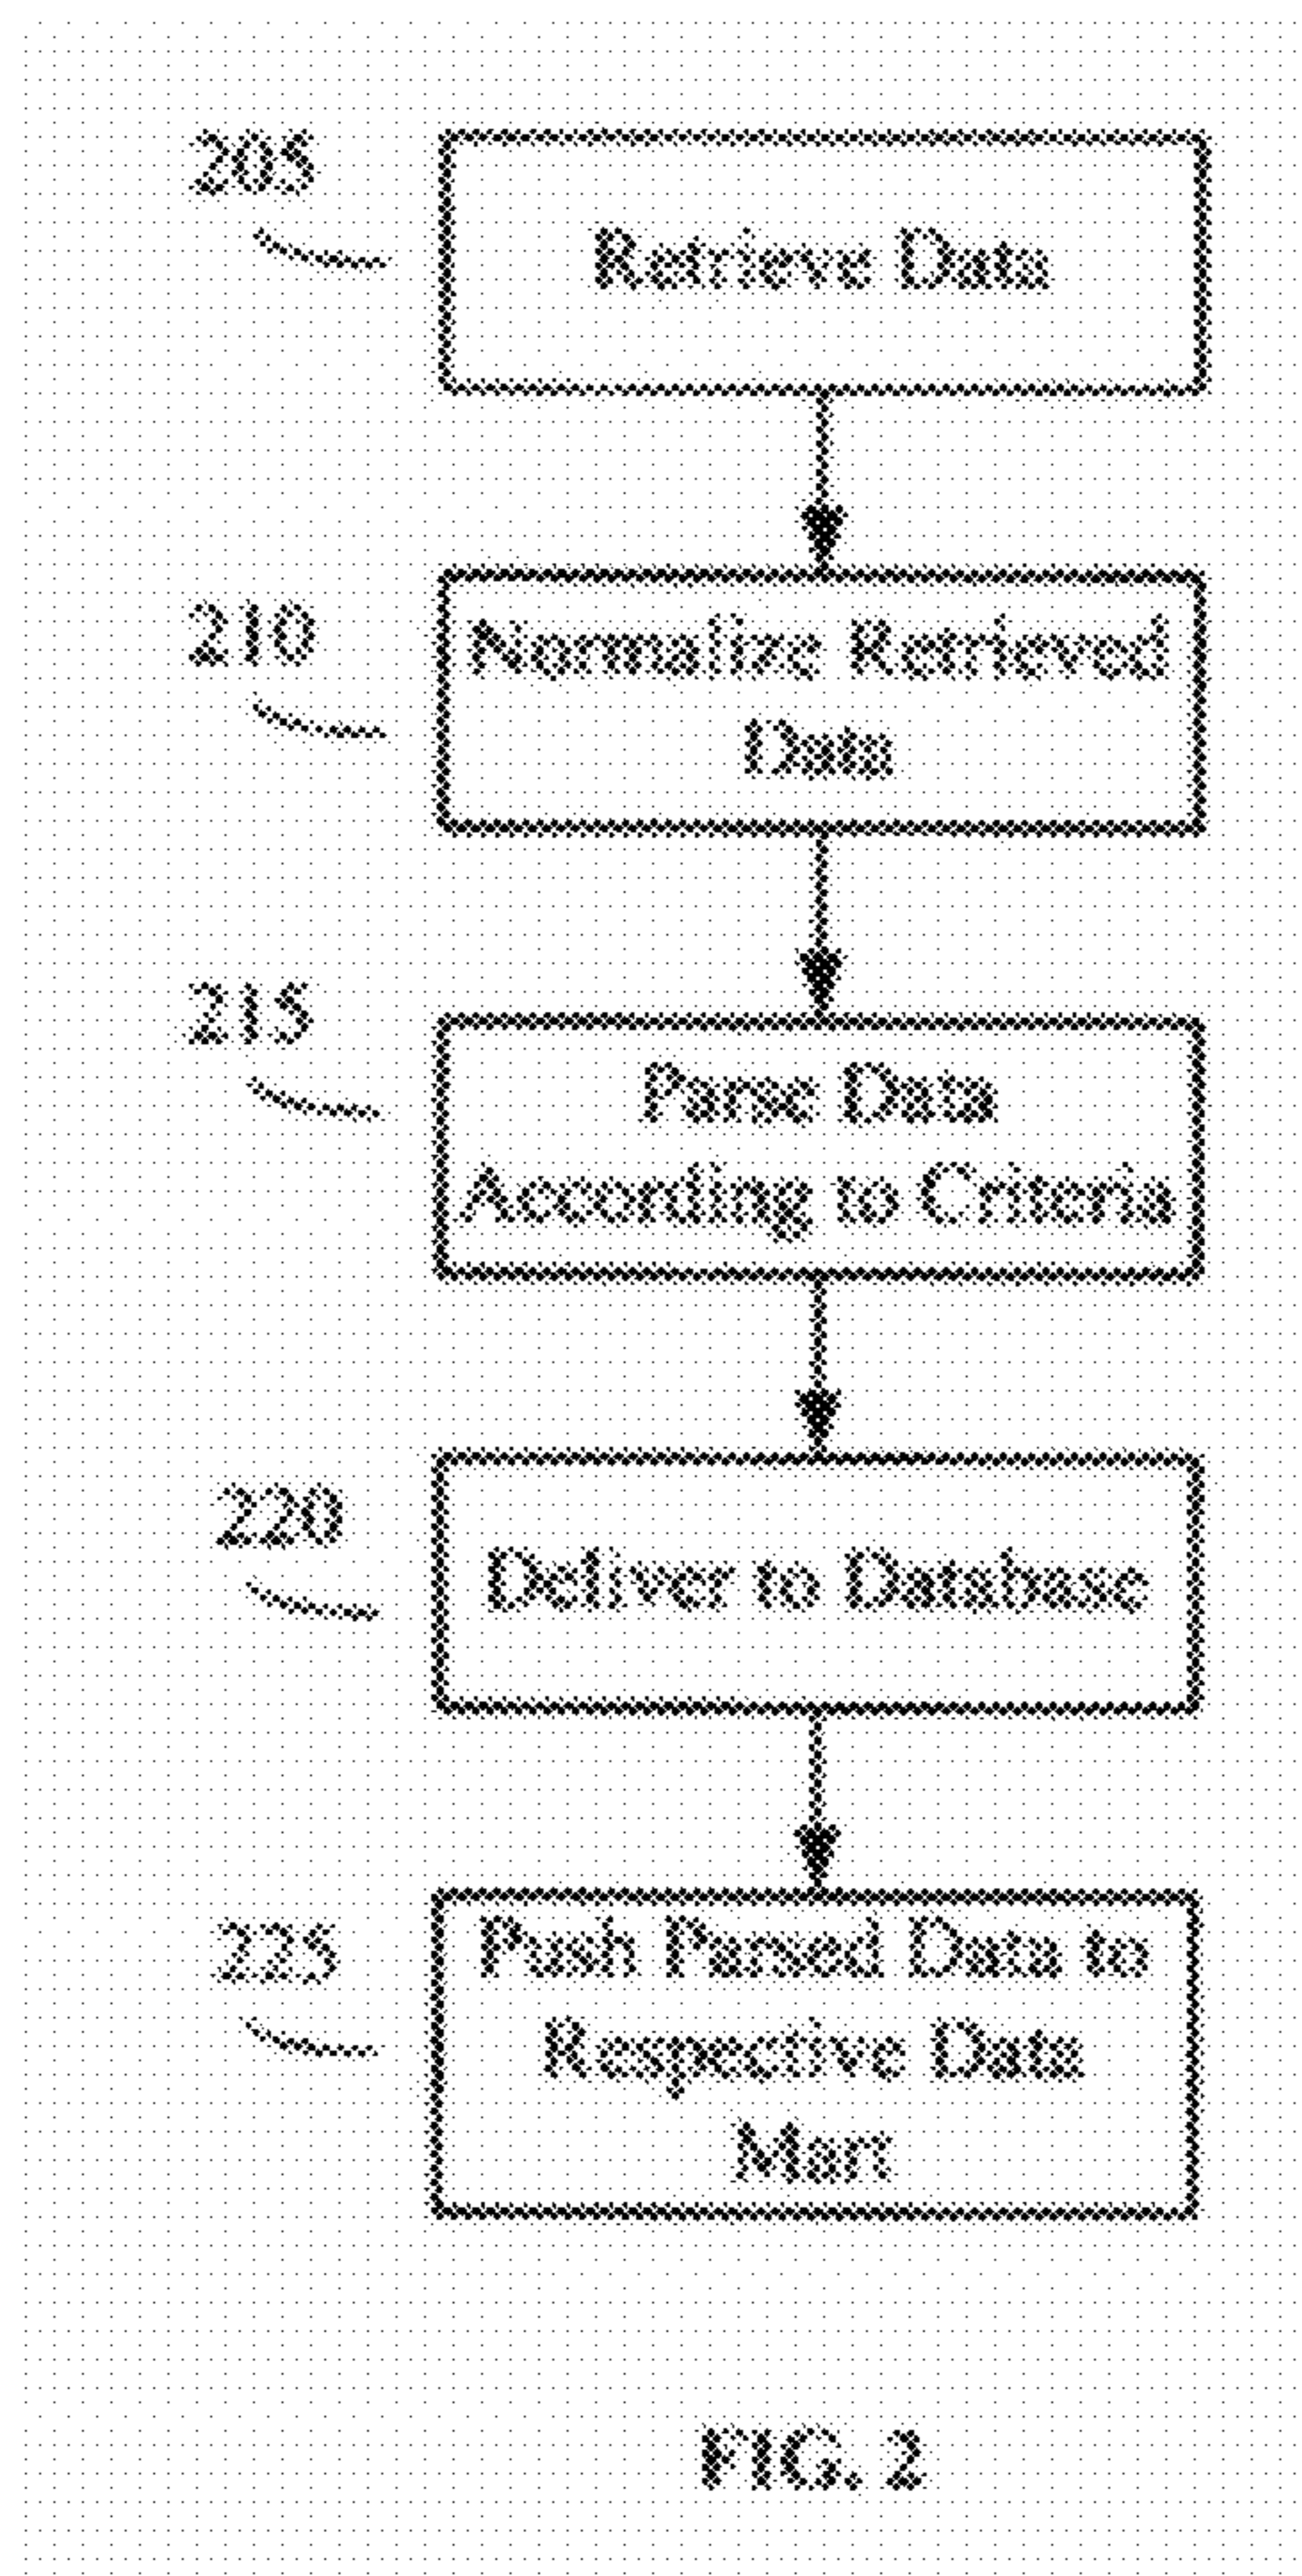 205
Retrieve Data
210
Normalize Retrieved
Data
215
Parse Data
According to Criteria
220
Deliver to Database
225
Push Parsed Data to
Respective Data
Mart
FIG. 2